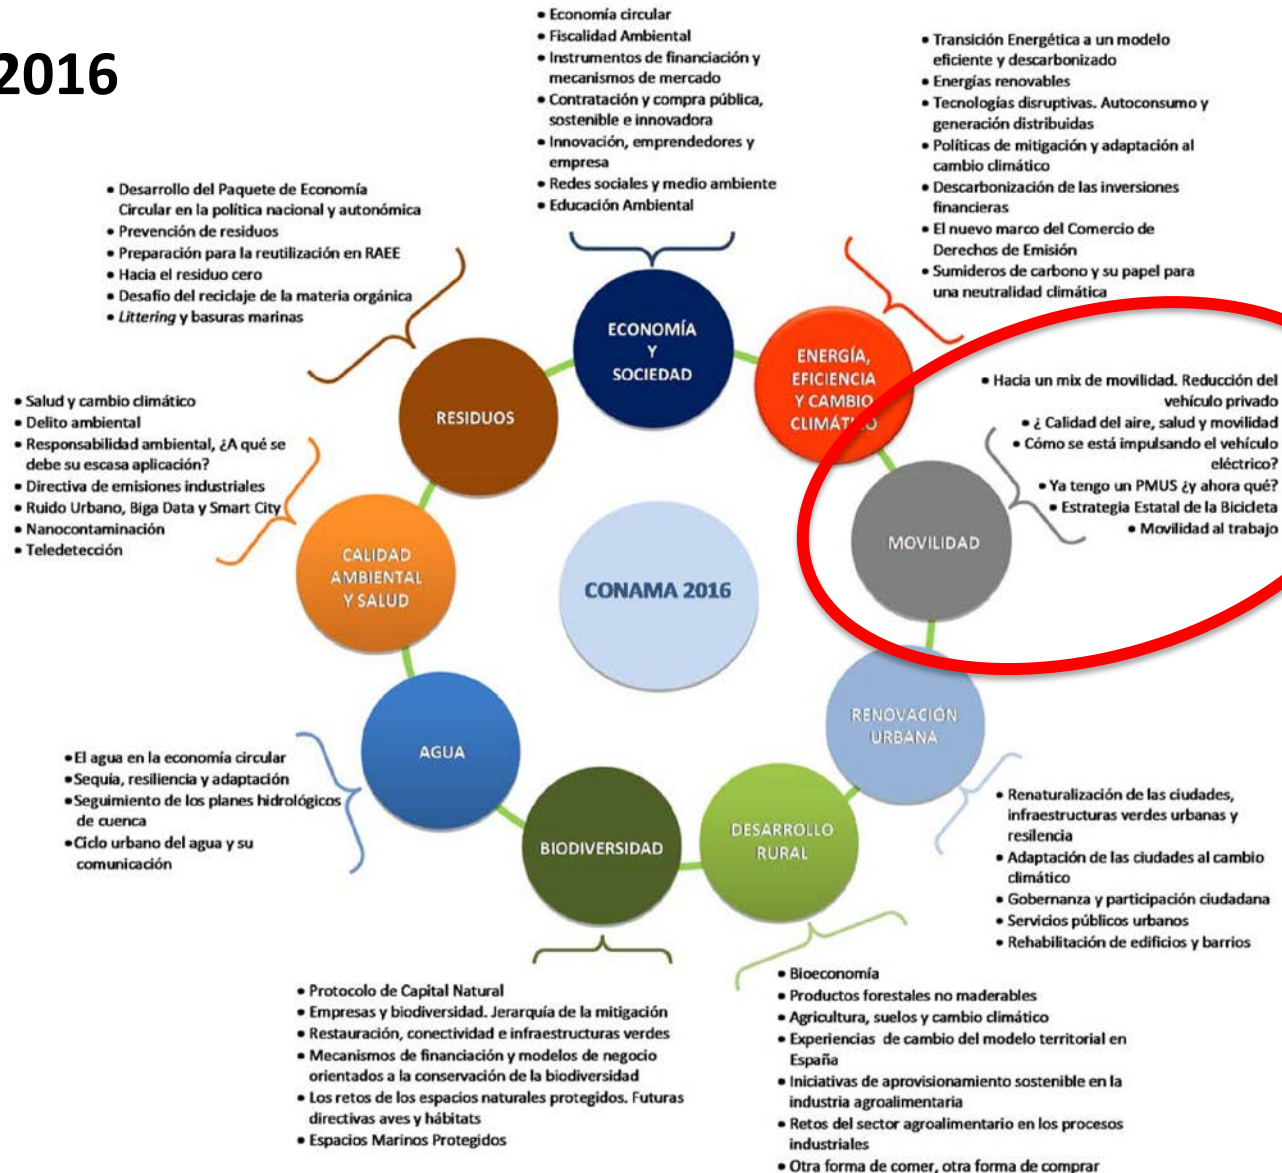 2016
• Economía circular
• Fiscalidad Ambiental
• Instrumentos de financiación y
mecanismos de mercado
• Contratación y compra pública,
sostenible e innovadora
• Innovación, emprendedores y
empresa
• Redes sociales y medio ambiente
• Educación Ambiental
• Transición Energética a un modelo
eficiente y descarbonizado
• Energías renovables
• Tecnologías disruptivas. Autoconsumo y
generación distribuidas
• Políticas de mitigación y adaptación al
cambio climático
• Descarbonización de las inversiones
financieras
• El nuevo marco del Comercio de
Derechos de Emisión
• Sumideros de carbono y su papel para
una neutralidad climática
• Desarrollo del Paquete de Economía
Circular en la política nacional y autonómica
• Prevención de residuos
• Preparación para la reutilización en RAEE
• Hacia el residuo cero
• Desafío del reciclaje de la materia orgánica
• Littering y basuras marinas
ECONOMÍA
Y
SOCIEDAD
ENERGÍA,
EFICIENCIA
Y CAMBIO
CLIMÁTICO
RESIDUOS
• Hacia un mix de movilidad. Reducción del
vehículo privado
• ¿ Calidad del aire, salud y movilidad
• Cómo se está impulsando el vehículo
eléctrico?
• Ya tengo un PMUS ¿y ahora qué?
• Estrategia Estatal de la Bicicleta
• Movilidad al trabajo
• Salud y cambio climático
• Delito ambiental
• Responsabilidad ambiental, ¿A qué se
debe su escasa aplicación?
• Directiva de emisiones industriales
• Ruido Urbano, Biga Data y Smart City
• Nanocontaminación
• Teledetección
MOVILIDAD
CALIDAD
AMBIENTAL
Y SALUD
CONAMA 2016
RENOVACIÓN
URBANA
AGUA
• El agua en la economía circular
• Sequía, resiliencia y adaptación
• Seguimiento de los planes hidrológicos
de cuenca
• Ciclo urbano del agua y su
comunicación
BIODIVERSIDAD
DESARROLLO
RURAL
• Renaturalización de las ciudades,
infraestructuras verdes urbanas y
resilencia
• Adaptación de las ciudades al cambio
climático
• Gobernanza y participación ciudadana
• Servicios públicos urbanos
• Rehabilitación de edificios y barrios
• Protocolo de Capital Natural
• Empresas y biodiversidad. Jerarquía de la mitigación
• Restauración, conectividad e infraestructuras verdes
• Mecanismos de financiación y modelos de negocio
orientados a la conservación de la biodiversidad
• Los retos de los espacios naturales protegidos. Futuras
directivas aves y hábitats
• Espacios Marinos Protegidos
• Bioeconomía
• Productos forestales no maderables
• Agricultura, suelos y cambio climático
• Experiencias de cambio del modelo territorial en
España
• Iniciativas de aprovisionamiento sostenible en la
industria agroalimentaria
• Retos del sector agroalimentario en los procesos
industriales
• Otra forma de comer, otra forma de comprar